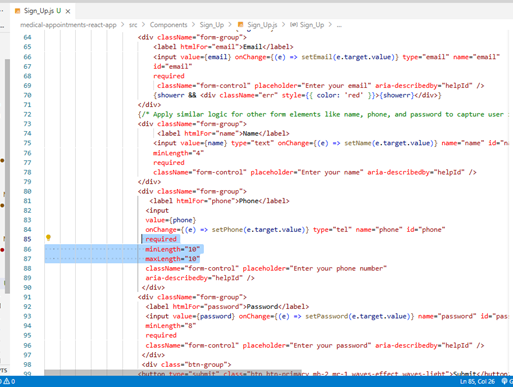 Sign_Up.js U
medical-appointments-react-app > src > Components > Sign_Up > Sign_Up.js > Sign_Up > ...
64 <div className="form-group">
65 <label htmlFor="email">Email</label>
66 <input value={email} onChange={(e) => setEmail(e.target.value)} type="email" name="email"
67 id="email"
68 required
69 className="form-control" placeholder="Enter your email" aria-describedby="helpId" />
70 {showerr && <div className="err" style={{ color: 'red' }}>{showerr}</div>}
71 </div>
72 {/* Apply similar logic for other form elements like name, phone, and password to capture user
73 <div className="form-group">
74 <label htmlFor="name">Name</label>
75 <input value={name} type="text" onChange={(e) => setName(e.target.value)} name="name"
76 minLength="4"
77 required
78 className="form-control" placeholder="Enter your name" aria-describedby="helpId" />
79 </div>
80 <div className="form-group">
81 <label htmlFor="phone">Phone</label>
82 <input
83 value={phone}
84 onChange={(e) => setPhone(e.target.value)} type="tel" name="phone" id="phone"
85 required
86 minLength="10"
87 maxLength="10"
88 className="form-control" placeholder="Enter your phone number"
89 aria-describedby="helpId" />
90 </div>
91 <div className="form-group">
92 <label htmlFor="password">Password</label>
93 <input value={password} onChange={(e) => setPassword(e.target.value)} name="password"
94 minLength="8"
95 required
96 className="form-control" placeholder="Enter your password" aria-describedby="helpId" />
97 </div>
98 <div class="btn-group">
99 <button type="submit" class="btn btn-primary mb-2 mr-1 waves-effect waves-light">Submit</button
0 0
Ln 85, Col 26